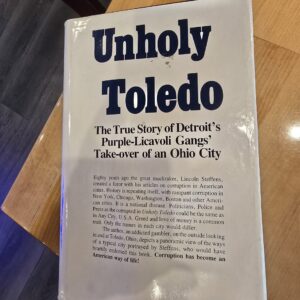 Unholy
Toledo
The True Story of Detroit's
Purple-Licavoli Gangs'
Take-over of an Ohio City
Eighty years ago the great muckraker, Lincoln Steffens,
created a furor with his articles on corruption in American
cities. History is repeating itself, with rampant corruption in
New York, Chicago, Washington, Boston and other Ameri-
can cities. It is a national disease. Politicians, Police and
Press as the corrupted in Unholy Toledo could be the same as
in Any City, U.S.A. Greed and love of money is a common
trait. Only the names in each city would differ.
The author, an addicted gambler, on the outside looking
in and at Toledo, Ohio, depicts a panoramic view of the ways
of a typical city portrayed by Steffens, who would have
heartily endorsed this book. Corruption has become an
American way of life!